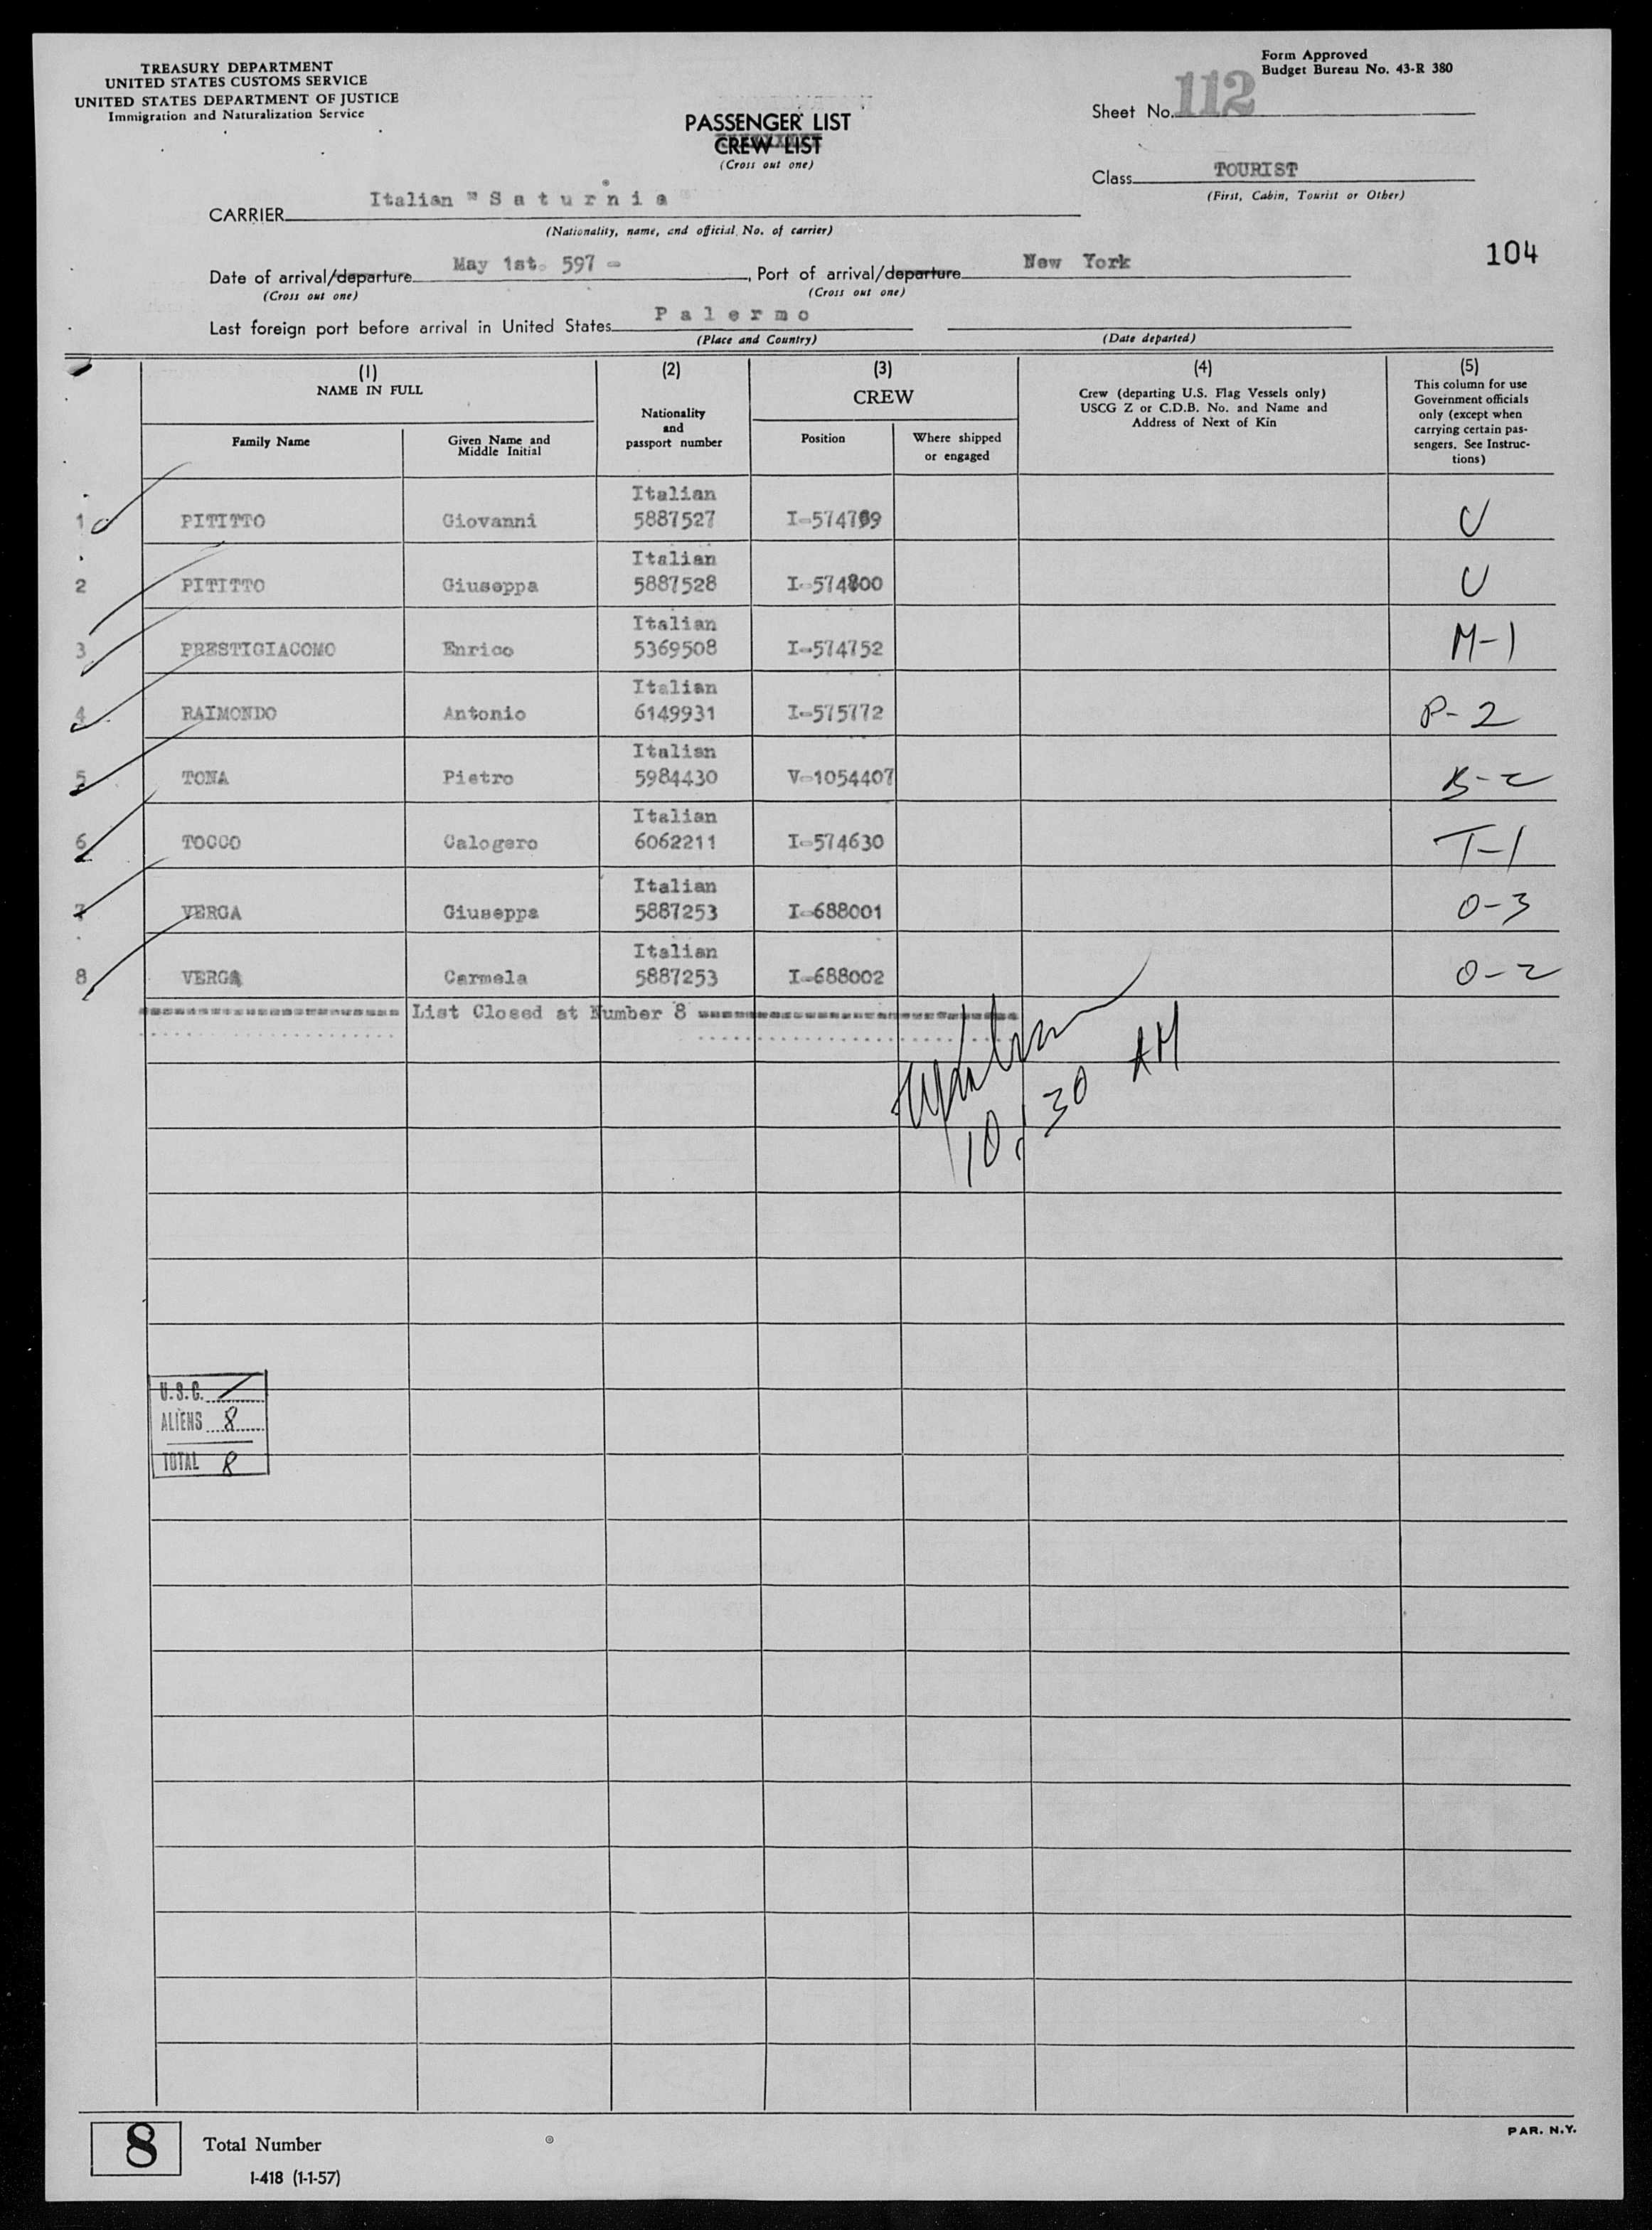 TREASURY DEPARTMENT
UNITED STATES CUSTOMS SERVICE
UNITED STATES DEPARTMENT OF JUSTICE
Immigration and Naturalization Service
Form Approved
Budget Bureau No. 43-R 380
Sheet No. 112
PASSENGER LIST
CREW LIST
(Cross out one)
Class TOURIST
(First, Cabin, Tourist or Other)
CARRIER Italian "Saturnia"
(Nationality, name, and official No. of carrier)
104
Date of arrival/departure May 1st. 597 -, Port of arrival/departure New York
(Cross out one) (Cross out one)
Last foreign port before arrival in United States Palermo
(Place and Country) (Date departed)
(1) (2) (3) (4) (5)
NAME IN FULL
Family Name
Given Name and Middle Initial
Nationality and passport number
CREW
Position
Where shipped or engaged
Crew (departing U.S. Flag Vessels only)
USCG Z or C.D.B. No. and Name and
Address of Next of Kin
This column for use
Government officials
only (except when
carrying certain pas-
sengers. See Instruc-
tions)
Italian
1 PITITTO Giovanni 5887527 I-574799 U
Italian
2 PITITTO Giuseppa 5887528 I-574800 U
Italian
3 PRESTIGIACOMO Enrico 5369508 I-574752 M-1
Italian
4 RAIMONDO Antonio 6149931 I-575772 P-2
Italian
5 TONA Pietro 5984430 V-1054407 B-2
Italian
6 TOCCO Calogero 6062211 I-574630 T-1
Italian
7 VERGA Giuseppa 5887253 I-688001 O-3
Italian
8 VERGA Carmela 5887253 I-688002 O-2
List Closed at Number 8
10:30 AM
U.S.C. /
ALIENS 8
TOTAL 8
8 Total Number
I-418 (1-1-57)
PAR. N.Y.